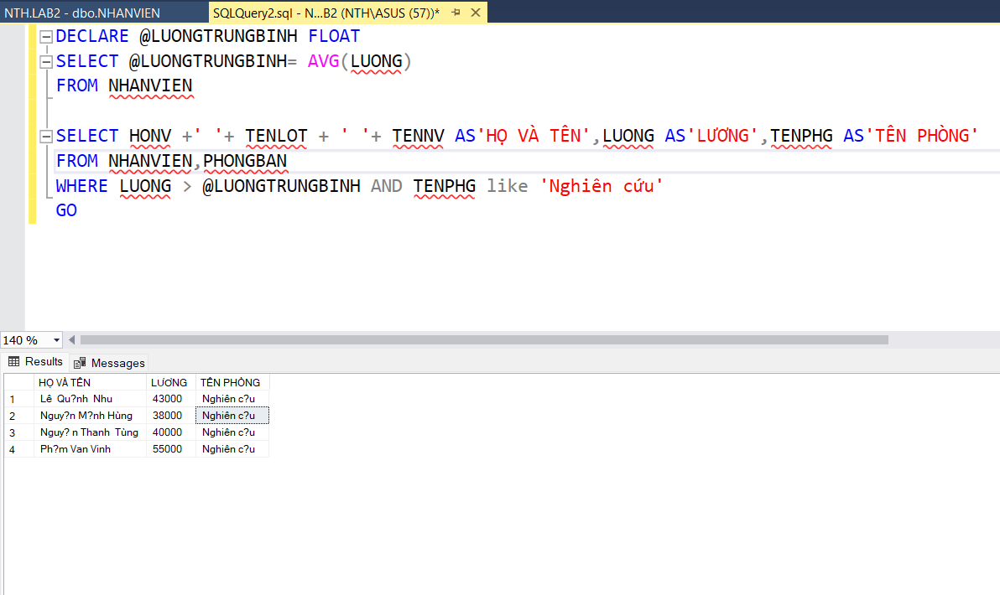 NTH.LAB2 - dbo.NHANVIEN SQLQuery2.sql - N...B2 (NTH\ASUS (57))*
DECLARE @LUONGTRUNGBINH FLOAT
SELECT @LUONGTRUNGBINH= AVG(LUONG)
FROM NHANVIEN
SELECT HONV +' '+ TENLOT + ' '+ TENNV AS'HỌ VÀ TÊN',LUONG AS'LƯƠNG',TENPHG AS'TÊN PHÒNG'
FROM NHANVIEN,PHONGBAN
WHERE LUONG > @LUONGTRUNGBINH AND TENPHG like 'Nghiên cứu'
GO
140 %
Results Messages
HỌ VÀ TÊN LƯƠNG TÊN PHÒNG
1 Lê Qu?nh Nhu 43000 Nghiên c?u
2 Nguy?n M?nh Hùng 38000 Nghiên c?u
3 Nguy? n Thanh Tùng 40000 Nghiên c?u
4 Ph?m Van Vinh 55000 Nghiên c?u